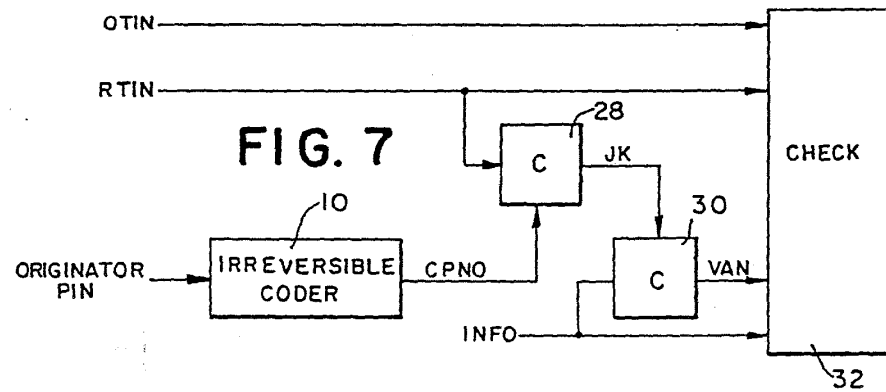 OTIN
RTIN
FIG. 7
28
C
JK
CHECK
10
30
ORIGINATOR
PIN
IRREVERSIBLE
CODER
CPNO
C
VAN
INFO
32